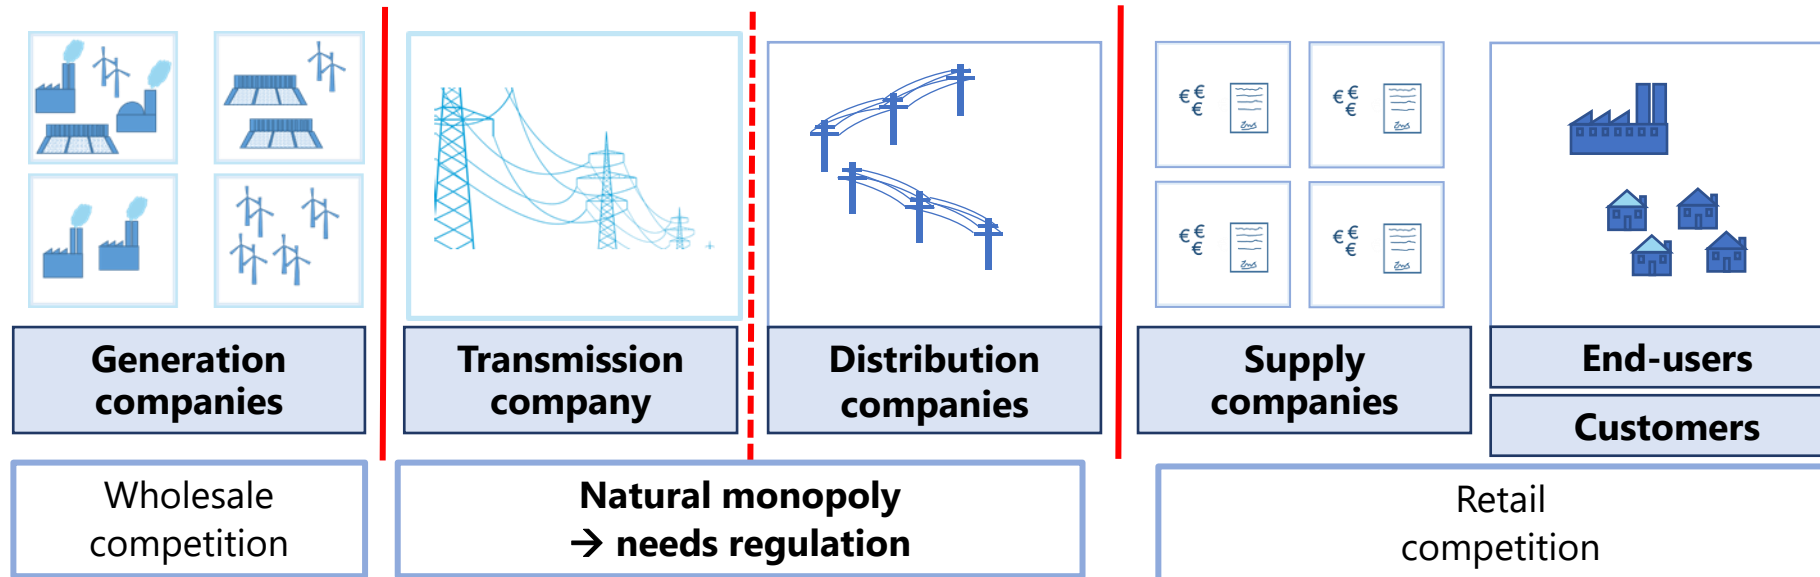 € € €
€ € €
€ € €
€ € €
Generation
companies
Transmission
company
Distribution
companies
Supply
companies
End-users
Customers
Wholesale
competition
Natural monopoly
→ needs regulation
Retail
competition